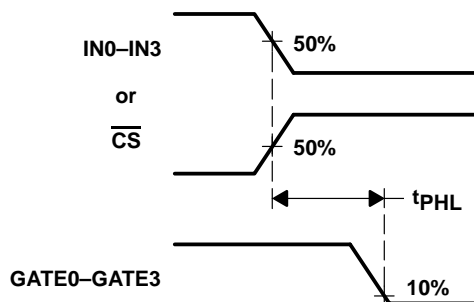 IN0–IN3
50%
or
CS
50%
tPHL
GATE0–GATE3
10%